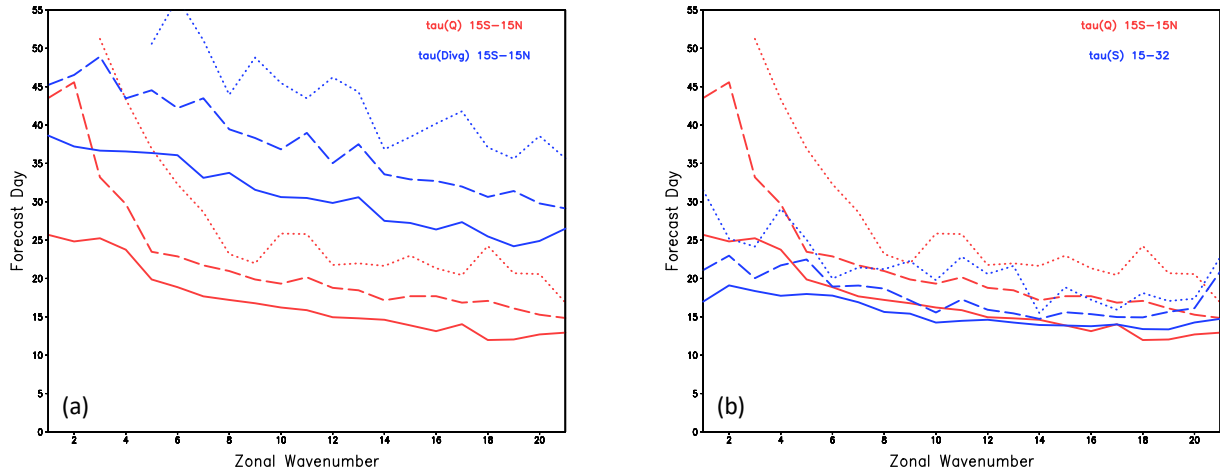 55
50
45
40
35
30
25
20
15
10
5
0
Forecast Day
tau(Q) 15S-15N
tau(Divg) 15S-15N
(a)
2 4 6 8 10 12 14 16 18 20
Zonal Wavenumber
55
50
45
40
35
30
25
20
15
10
5
0
Forecast Day
tau(Q) 15S-15N
tau(S) 15-32
(b)
2 4 6 8 10 12 14 16 18 20
Zonal Wavenumber